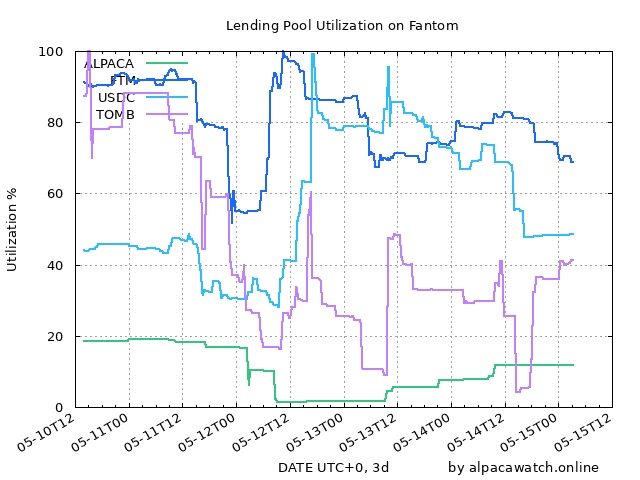 Lending Pool Utilization on Fantom
Utilization %
100
80
60
40
20
0
ALPACA
FTM
USDC
TOMB
05-10T12
05-11T00
05-11T12
05-12T00
05-12T12
05-13T00
05-13T12
05-14T00
05-14T12
05-15T00
05-15T12
DATE UTC+0, 3d
by alpacawatch.online